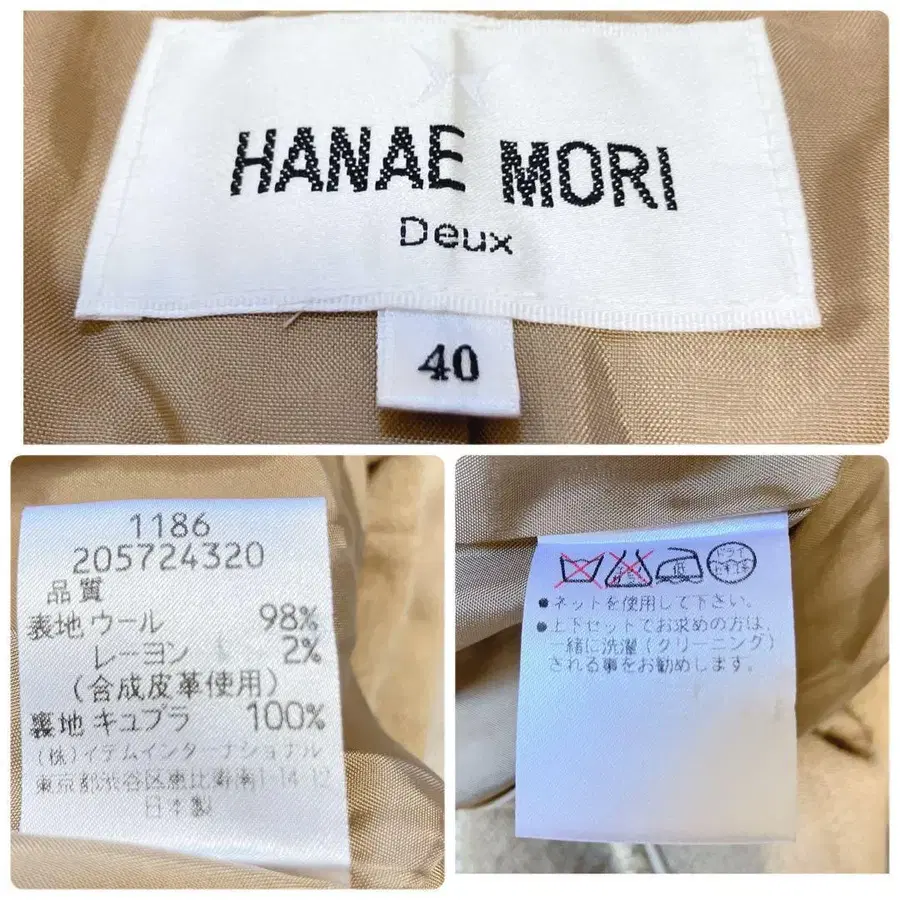 HANAE MORI
Deux
40
1186
205724320
品質
表地 ウール 98%
レーヨン 2%
(合成皮革使用)
裏地 キュプラ 100%
(株)イテムインターナショナル
東京都渋谷区恵比寿南1-14-12
日本製
低 ドライ
●ネットを使用して下さい。
●上下セットでお求めの方は、
一緒に洗濯(クリーニング)
される事をお勧めします。